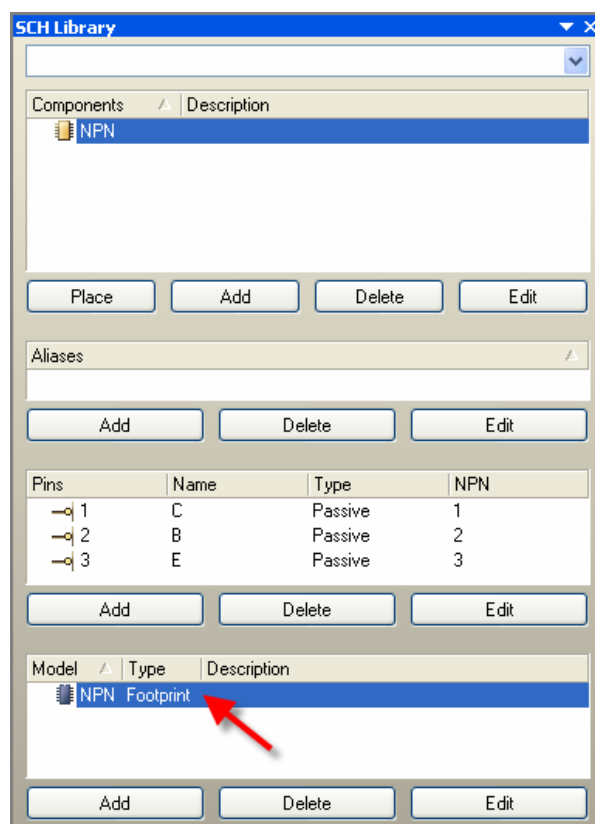 SCH Library
Components Description
NPN
Place Add Delete Edit
Aliases
Add Delete Edit
Pins Name Type NPN
1 C Passive 1
2 B Passive 2
3 E Passive 3
Add Delete Edit
Model Type Description
NPN Footprint
Add Delete Edit